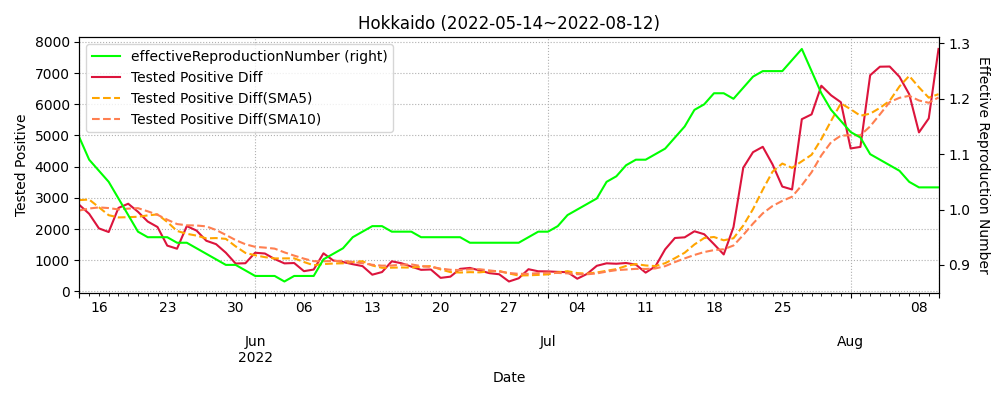 Hokkaido (2022-05-14~2022-08-12)
effectiveReproductionNumber (right)
Tested Positive Diff
Tested Positive Diff(SMA5)
Tested Positive Diff(SMA10)
Tested Positive
8000
7000
6000
5000
4000
3000
2000
1000
0
Effective Reproduction Number
1.3
1.2
1.1
1.0
0.9
16 23 30 06 13 20 27 04 11 18 25 08
Jun Jul Aug
2022
Date